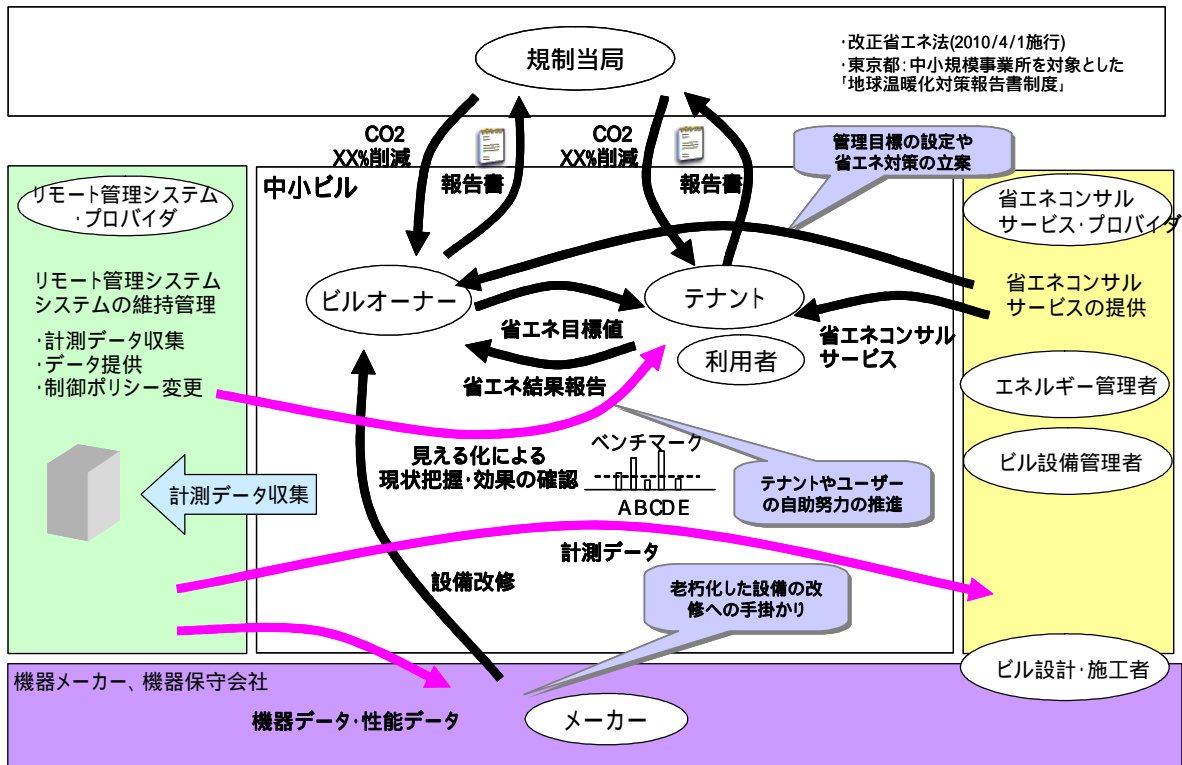 規制当局
・改正省エネ法(2010/4/1施行)
・東京都:中小規模事業所を対象とした
「地球温暖化対策報告書制度」
CO2
XX%削減
報告書
CO2
XX%削減
報告書
管理目標の設定や
省エネ対策の立案
リモート管理システム
・プロバイダ
リモート管理システム
システムの維持管理
・計測データ収集
・データ提供
・制御ポリシー変更
計測データ収集
中小ビル
ビルオーナー
テナント
利用者
省エネ目標値
省エネ結果報告
省エネコンサル
サービス
見える化による
現状把握・効果の確認
ベンチマーク
ABCDE
テナントやユーザー
の自助努力の推進
計測データ
設備改修
老朽化した設備の改
修への手掛かり
省エネコンサル
サービス・プロバイダ
省エネコンサル
サービスの提供
エネルギー管理者
ビル設備管理者
ビル設計・施工者
機器メーカー、機器保守会社
機器データ・性能データ
メーカー